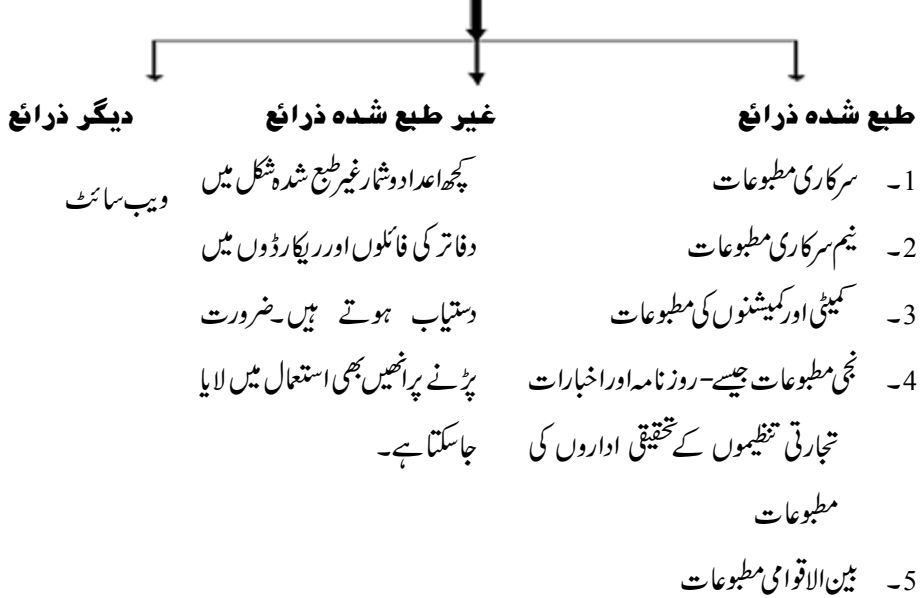 طبع شدہ ذرائع
1۔ سرکاری مطبوعات
2۔ نیم سرکاری مطبوعات
3۔ کمیٹی اور کمیشنوں کی مطبوعات
4۔ نجی مطبوعات جیسے- روزنامہ اور اخبارات
تجارتی تنظیموں کے تحقیقی اداروں کی
مطبوعات
5۔ بین الاقوامی مطبوعات
غیر طبع شدہ ذرائع
کچھ اعداد و شمار غیر طبع شدہ شکل میں
دفاتر کی فائلوں اور ریکارڈوں میں
دستیاب ہوتے ہیں۔ ضرورت
پڑنے پر انھیں بھی استعمال میں لایا
جاسکتا ہے۔
دیگر ذرائع
ویب سائٹ